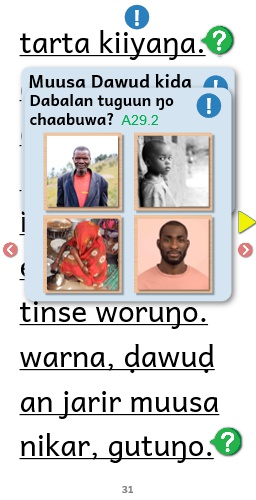 tarta kiiyaŋa.
Muusa Dawud kida
Dabalan tuguun ŋo
chaabuwa? A29.2
tinse woruŋo.
warna, ḍawuḍ
an jarir muusa
nikar, gutuŋo.
31